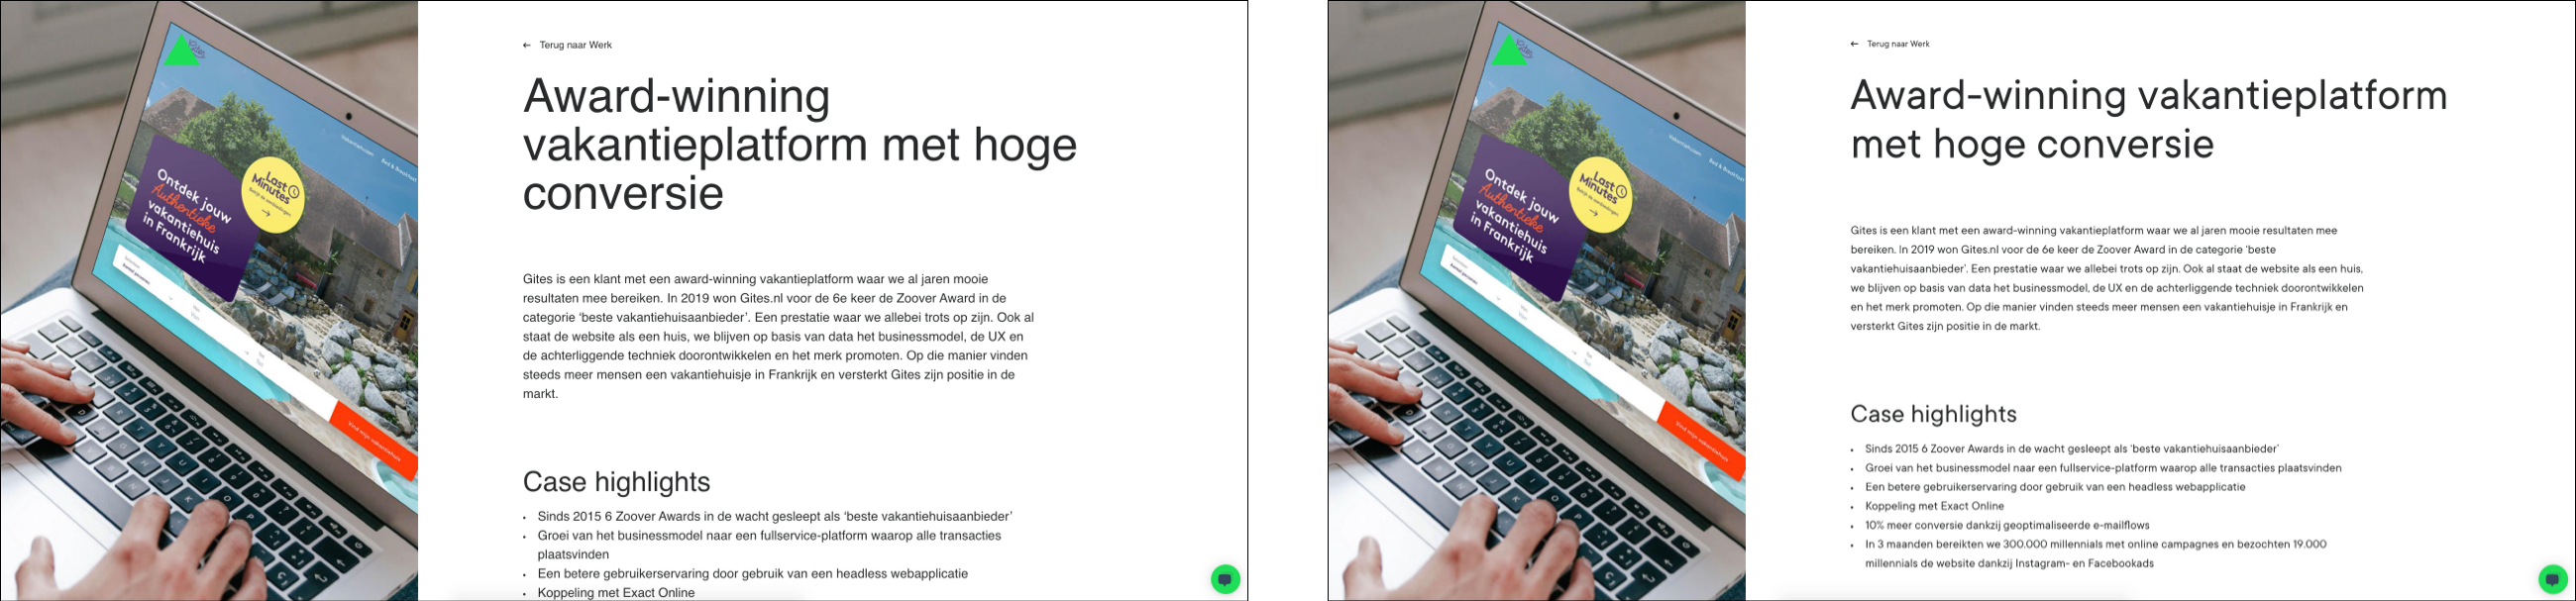 ← Terug naar Werk
Award-winning
vakantieplatform met hoge
conversie
Gites is een klant met een award-winning vakantieplatform waar we al jaren mooie
resultaten mee bereiken. In 2019 won Gites.nl voor de 6e keer de Zoover Award in de
categorie ‘beste vakantiehuisaanbieder’. Een prestatie waar we allebei trots op zijn. Ook al
staat de website als een huis, we blijven op basis van data het businessmodel, de UX en
de achterliggende techniek doorontwikkelen en het merk promoten. Op die manier vinden
steeds meer mensen een vakantiehuisje in Frankrijk en versterkt Gites zijn positie in de
markt.
Case highlights
• Sinds 2015 6 Zoover Awards in de wacht gesleept als ‘beste vakantiehuisaanbieder’
• Groei van het businessmodel naar een fullservice-platform waarop alle transacties
plaatsvinden
• Een betere gebruikerservaring door gebruik van een headless webapplicatie
• Koppeling met Exact Online
Gites
Vakantiehuizen
Bed & Breakfast
Last
Minutes
Ontdek jouw
Authentieke
vakantiehuis
in Frankrijk
Vind mijn vakantiehuis
← Terug naar Werk
Award-winning vakantieplatform
met hoge conversie
Gites is een klant met een award-winning vakantieplatform waar we al jaren mooie resultaten mee
bereiken. In 2019 won Gites.nl voor de 6e keer de Zoover Award in de categorie ‘beste
vakantiehuisaanbieder’. Een prestatie waar we allebei trots op zijn. Ook al staat de website als een huis,
we blijven op basis van data het businessmodel, de UX en de achterliggende techniek doorontwikkelen
en het merk promoten. Op die manier vinden steeds meer mensen een vakantiehuisje in Frankrijk en
versterkt Gites zijn positie in de markt.
Case highlights
• Sinds 2015 6 Zoover Awards in de wacht gesleept als ‘beste vakantiehuisaanbieder’
• Groei van het businessmodel naar een fullservice-platform waarop alle transacties plaatsvinden
• Een betere gebruikerservaring door gebruik van een headless webapplicatie
• Koppeling met Exact Online
• 10% meer conversie dankzij geoptimaliseerde e-mailflows
• In 3 maanden bereikten we 300.000 millennials met online campagnes en bezochten 19.000
millennials de website dankzij Instagram- en Facebookads
Gites
Vakantiehuizen
Bed & Breakfast
Last
Minutes
Ontdek jouw
Authentieke
vakantiehuis
in Frankrijk
Vind mijn vakantiehuis